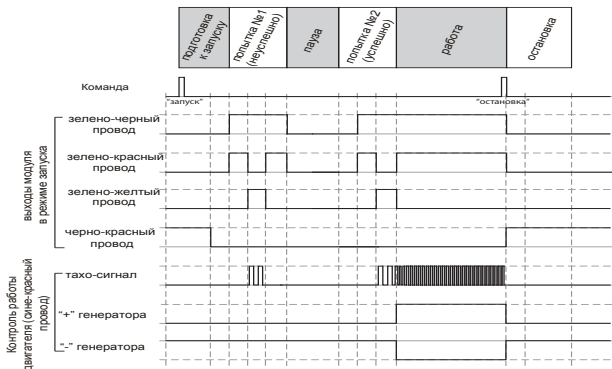 подготовка
к запуску
попытка №1
(неуспешно)
пауза
попытка №2
(успешно)
работа
остановка
Команда
"запуск"
"остановка"
зелено-черный
провод
зелено-красный
провод
зелено-желтый
провод
черно-красный
провод
выходы модуля
в режиме запуска
тахо-сигнал
"+" генератора
"-" генератора
Контроль работы
двигателя (сине-красный
провод)